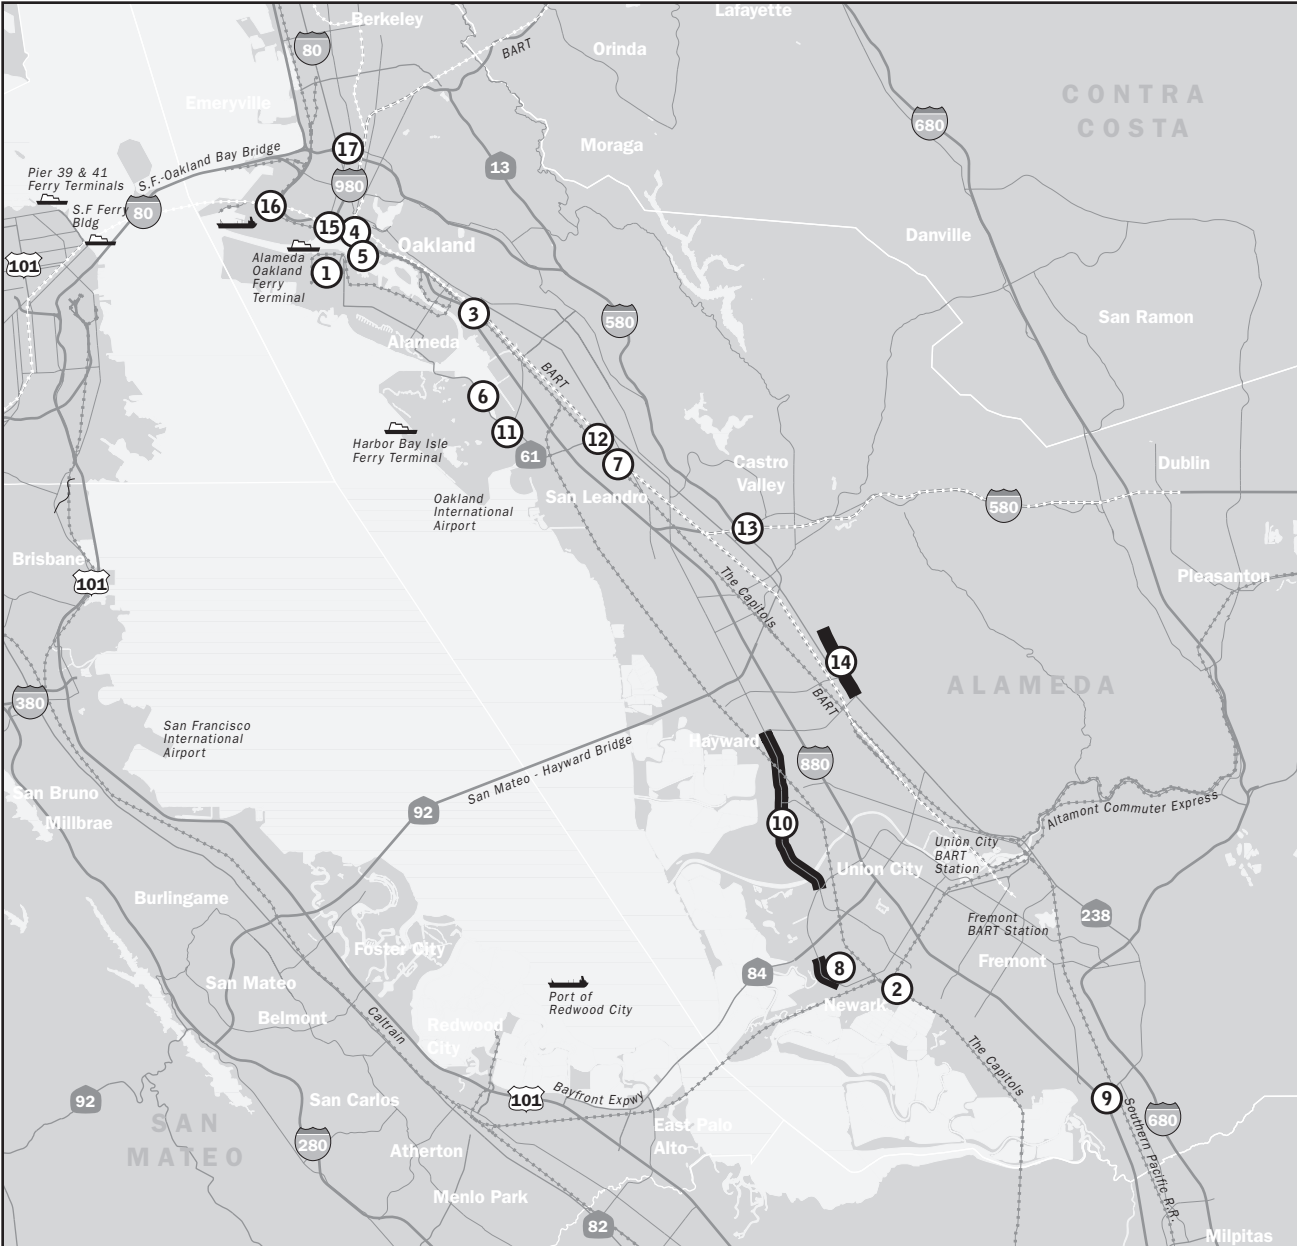 Lafayette
Berkeley
80
BART
Orinda
CONTRA
COSTA
Emeryville
680
17
S.F.-Oakland Bay Bridge
Moraga
13
Pier 39 & 41
Ferry Terminals
980
80
S.F Ferry
Bldg
16
15
4
Oakland
Danville
5
101
Alameda
Oakland
Ferry
Terminal
1
3
580
San Ramon
Alameda
BART
6
11
12
Harbor Bay Isle
Ferry Terminal
61
7
Castro
Valley
Dublin
San Leandro
Oakland
International
Airport
580
13
Brisbane
101
The Capitols
Pleasanton
14
ALAMEDA
380
BART
San Francisco
International
Airport
Hayward
San Mateo - Hayward Bridge
880
San Bruno
Millbrae
92
10
Altamont Commuter Express
Union City
BART
Station
Union City
Burlingame
238
Fremont
BART Station
Foster City
Fremont
84
8
San Mateo
2
Port of
Redwood City
Newark
Belmont
Caltrain
Redwood
City
The Capitols
92
101
Bayfront Expwy
9
San Carlos
Southern Pacific R.R.
680
SAN
MATEO
280
East Palo
Alto
Atherton
Menlo Park
82
Milpitas